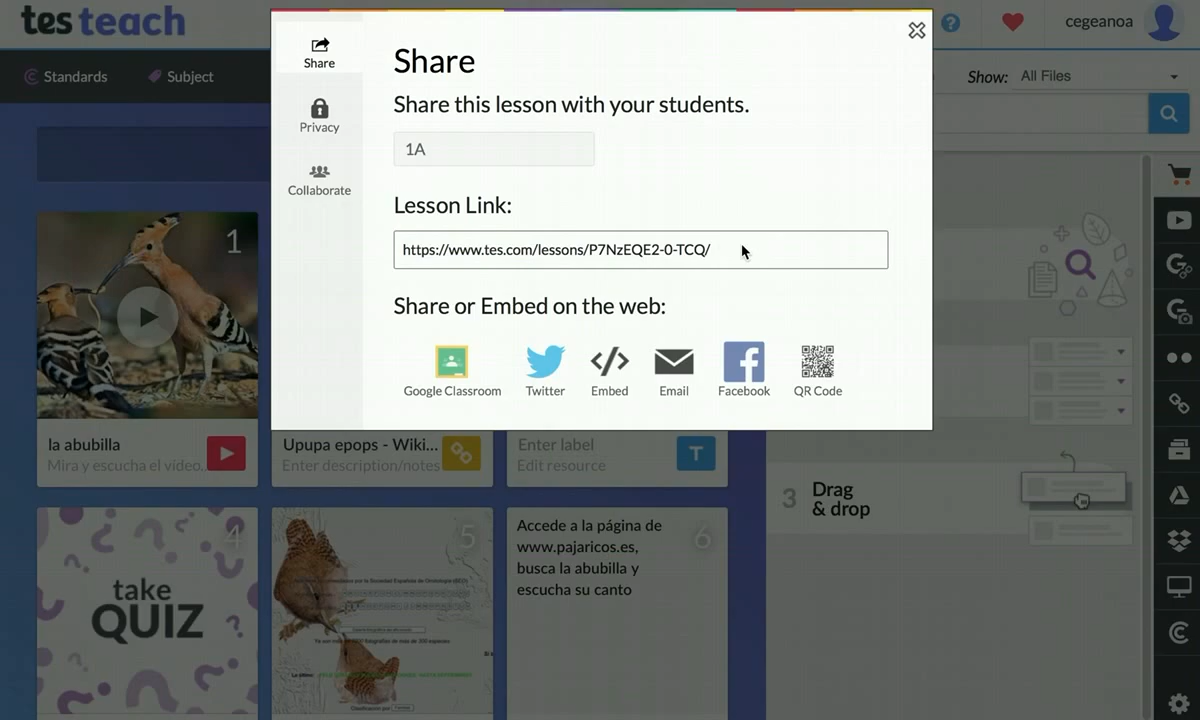 tes teach
cegeanoa
Standards
Subject
Show: All Files
Share
Privacy
Collaborate
Share
Share this lesson with your students.
1A
Lesson Link:
https://www.tes.com/lessons/P7NzEQE2-0-TCQ/
Share or Embed on the web:
Google Classroom
Twitter
Embed
Email
Facebook
QR Code
1
la abubilla
Mira y escucha el vídeo.
Upupa epops - Wiki...
Enter description/notes
Enter label
Edit resource
T
3
Drag
& drop
4
take
QUIZ
5
6
Accede a la página de
www.pajaricos.es,
busca la abubilla y
escucha su canto